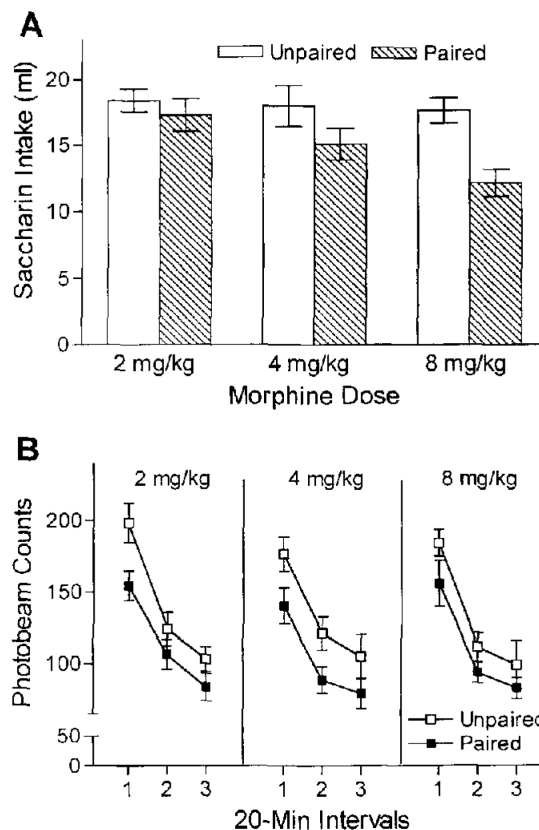 A
Unpaired Paired
Saccharin Intake (ml)
20
15
10
5
0
2 mg/kg 4 mg/kg 8 mg/kg
Morphine Dose
B
2 mg/kg 4 mg/kg 8 mg/kg
Photobeam Counts
200
150
100
50
0
Unpaired
Paired
1 2 3 1 2 3 1 2 3
20-Min Intervals